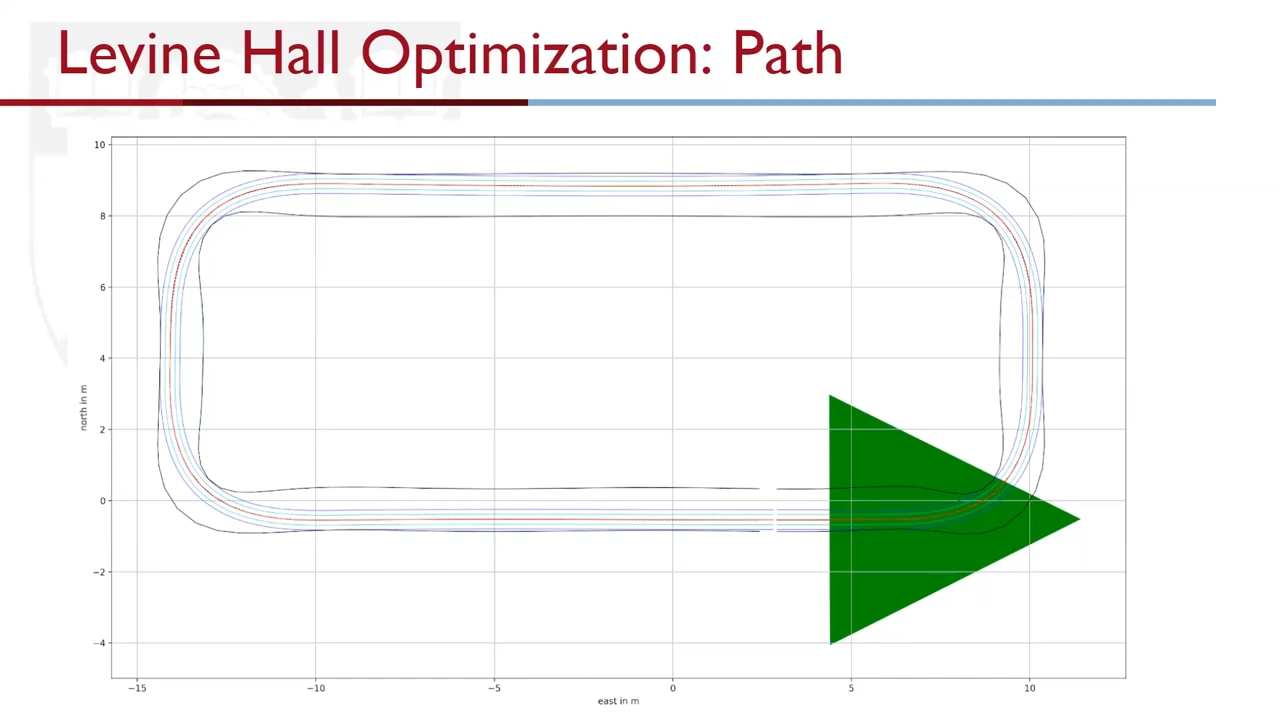 Levine Hall Optimization: Path
10
8
6
4
2
0
−2
−4
north in m
−15 −10 −5 0 5 10
east in m